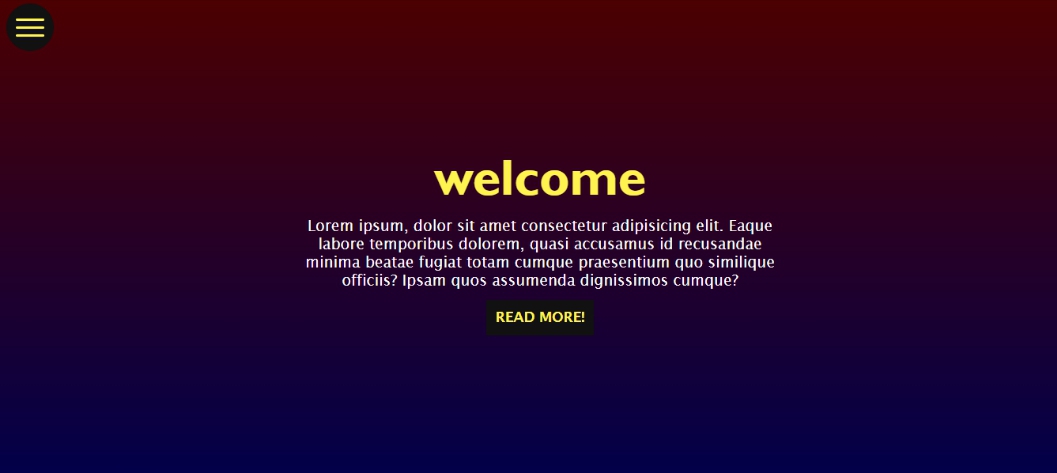 welcome
Lorem ipsum, dolor sit amet consectetur adipisicing elit. Eaque
labore temporibus dolorem, quasi accusamus id recusandae
minima beatae fugiat totam cumque praesentium quo similique
officiis? Ipsam quos assumenda dignissimos cumque?
READ MORE!